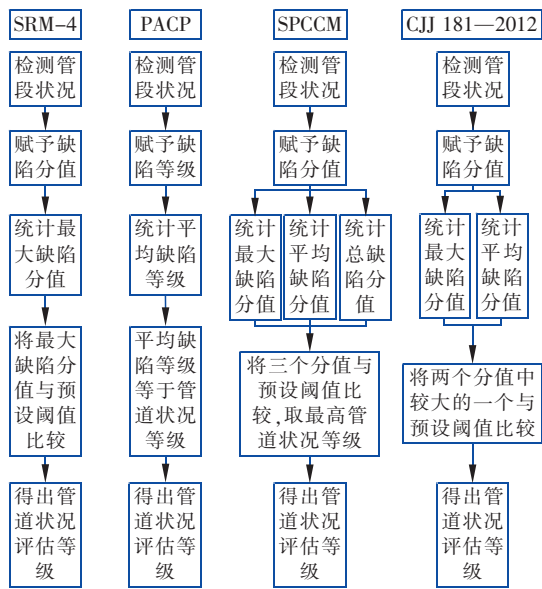 SRM-4
检测管
段状况
赋予缺
陷分值
统计最
大缺陷
分值
将最大
缺陷分
值与预
设阈值
比较
得出管
道状况
评估等
级
PACP
检测管
段状况
赋予缺
陷等级
统计平
均缺陷
等级
平均缺
陷等级
等于管
道状况
等级
得出管
道状况
评估等
级
SPCCM
检测管
段状况
赋予缺
陷分值
统计
最大
缺陷
分值
统计
平均
缺陷
分值
统计
总缺
陷分
值
将三个分值与
预设阈值比
较,取最高管
道状况等级
得出管
道状况
评估等
级
CJJ 181—2012
检测管
段状况
赋予缺
陷分值
统计
最大
缺陷
分值
统计
平均
缺陷
分值
将两个分值中
较大的一个与
预设阈值比较
得出管
道状况
评估等
级